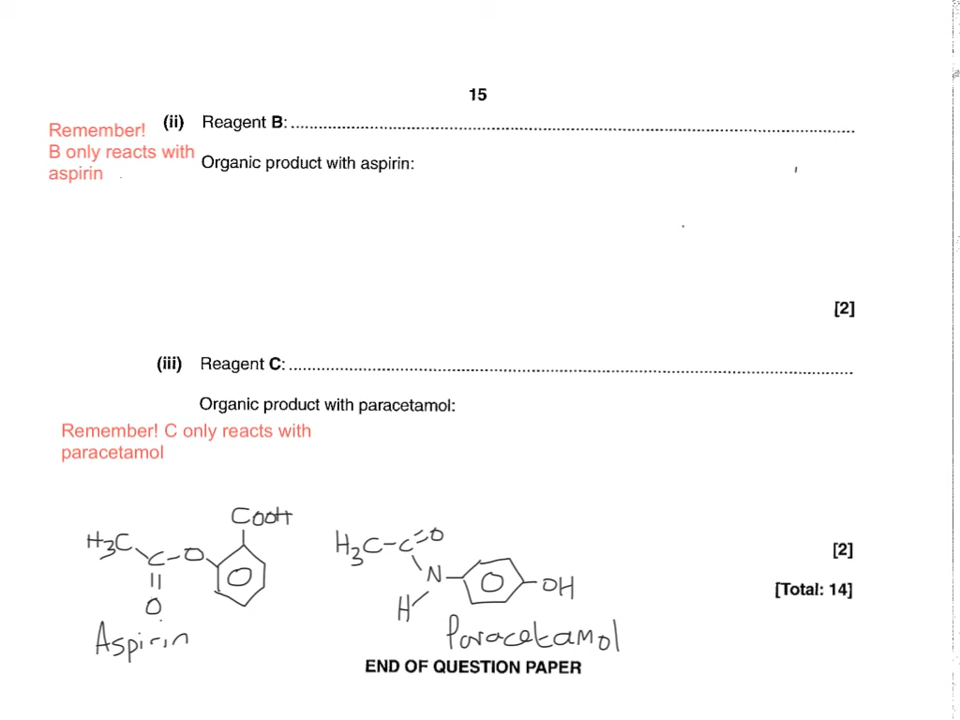 15
Remember!
B only reacts with
aspirin
(ii) Reagent B:
Organic product with aspirin:
[2]
(iii) Reagent C:
Organic product with paracetamol:
Remember! C only reacts with
paracetamol
[2]
[Total: 14]
COOH
H3C C-O
O
O
Aspirin
H3C-C=O
N
H
O
OH
Paracetamol
END OF QUESTION PAPER